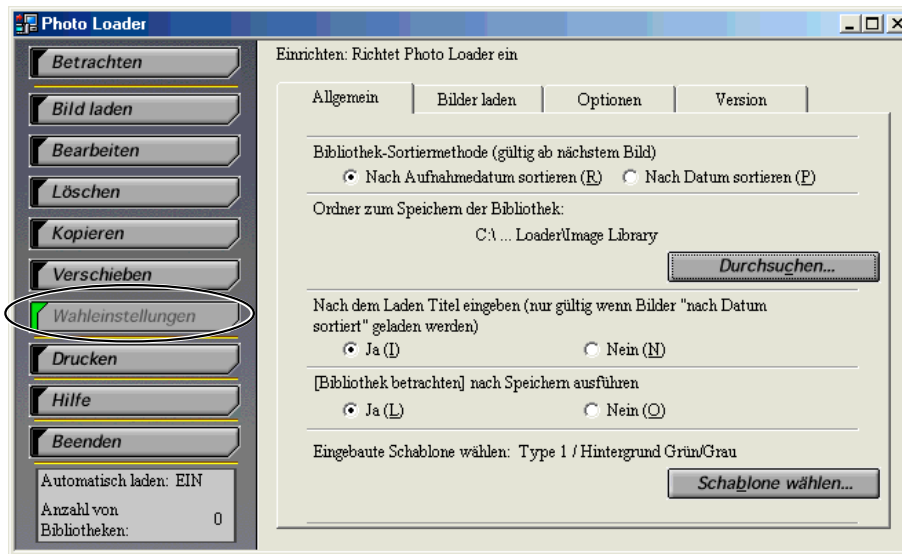 Photo Loader
Betrachten
Bild laden
Bearbeiten
Löschen
Kopieren
Verschieben
Wahleinstellungen
Drucken
Hilfe
Beenden
Automatisch laden: EIN
Anzahl von
Bibliotheken: 0
Einrichten: Richtet Photo Loader ein
Allgemein Bilder laden Optionen Version
Bibliothek-Sortiermethode (gültig ab nächstem Bild)
Nach Aufnahmedatum sortieren (R) Nach Datum sortieren (P)
Ordner zum Speichern der Bibliothek:
C:\ ... Loader\Image Library
Durchsuchen...
Nach dem Laden Titel eingeben (nur gültig wenn Bilder "nach Datum
sortiert" geladen werden)
Ja (I) Nein (N)
[Bibliothek betrachten] nach Speichern ausführen
Ja (L) Nein (O)
Eingebaute Schablone wählen: Type 1 / Hintergrund Grün/Grau
Schablone wählen...